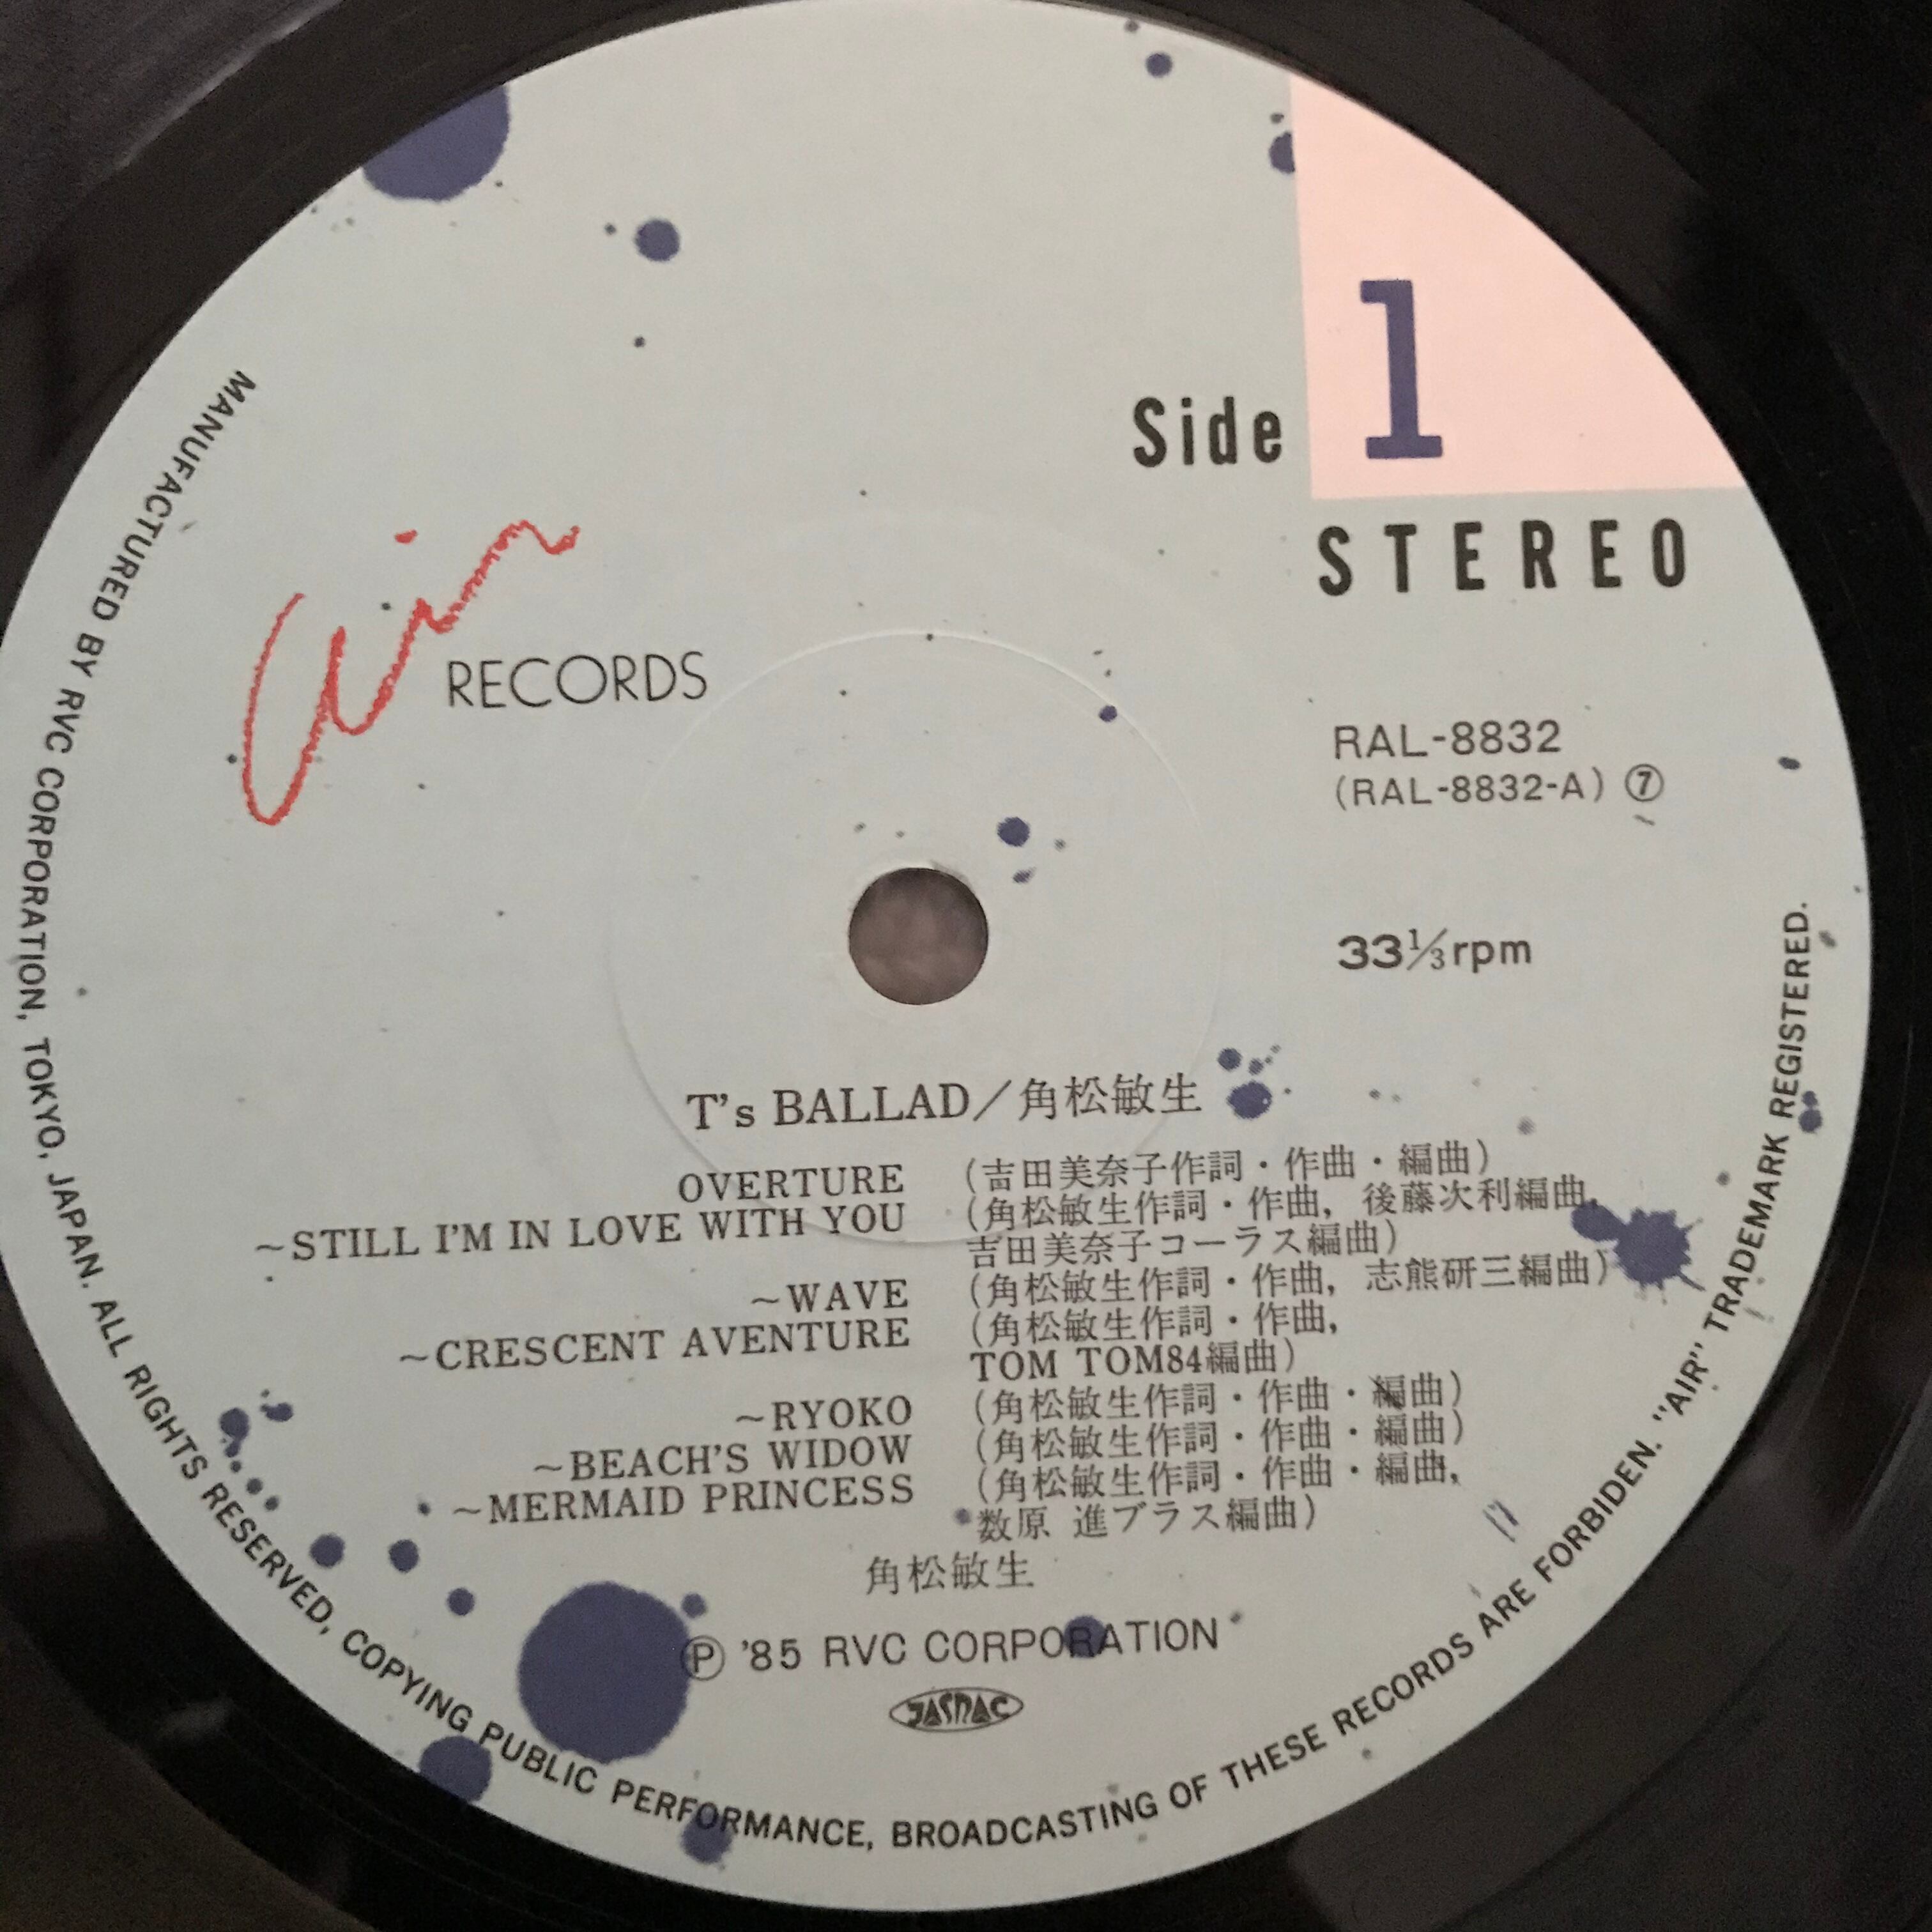 Side 1
STEREO
Air
RECORDS
RAL-8832
(RAL-8832-A) ⑦
33⅓rpm
T's BALLAD／角松敏生
OVERTURE (吉田美奈子作詞・作曲・編曲)
~STILL I'M IN LOVE WITH YOU (角松敏生作詞・作曲, 後藤次利編曲,
吉田美奈子コーラス編曲)
~WAVE (角松敏生作詞・作曲, 志熊研三編曲)
~CRESCENT AVENTURE (角松敏生作詞・作曲,
TOM TOM84編曲)
~RYOKO (角松敏生作詞・作曲・編曲)
~BEACH'S WIDOW (角松敏生作詞・作曲・編曲)
~MERMAID PRINCESS (角松敏生作詞・作曲・編曲,
数原 進ブラス編曲)
角松敏生
Ⓟ '85 RVC CORPORATION
JASRAC
MANUFACTURED BY RVC CORPORATION, TOKYO, JAPAN. ALL RIGHTS RESERVED, COPYING PUBLIC PERFORMANCE, BROADCASTING OF THESE RECORDS ARE FORBIDEN. "AIR" TRADEMARK REGISTERED.